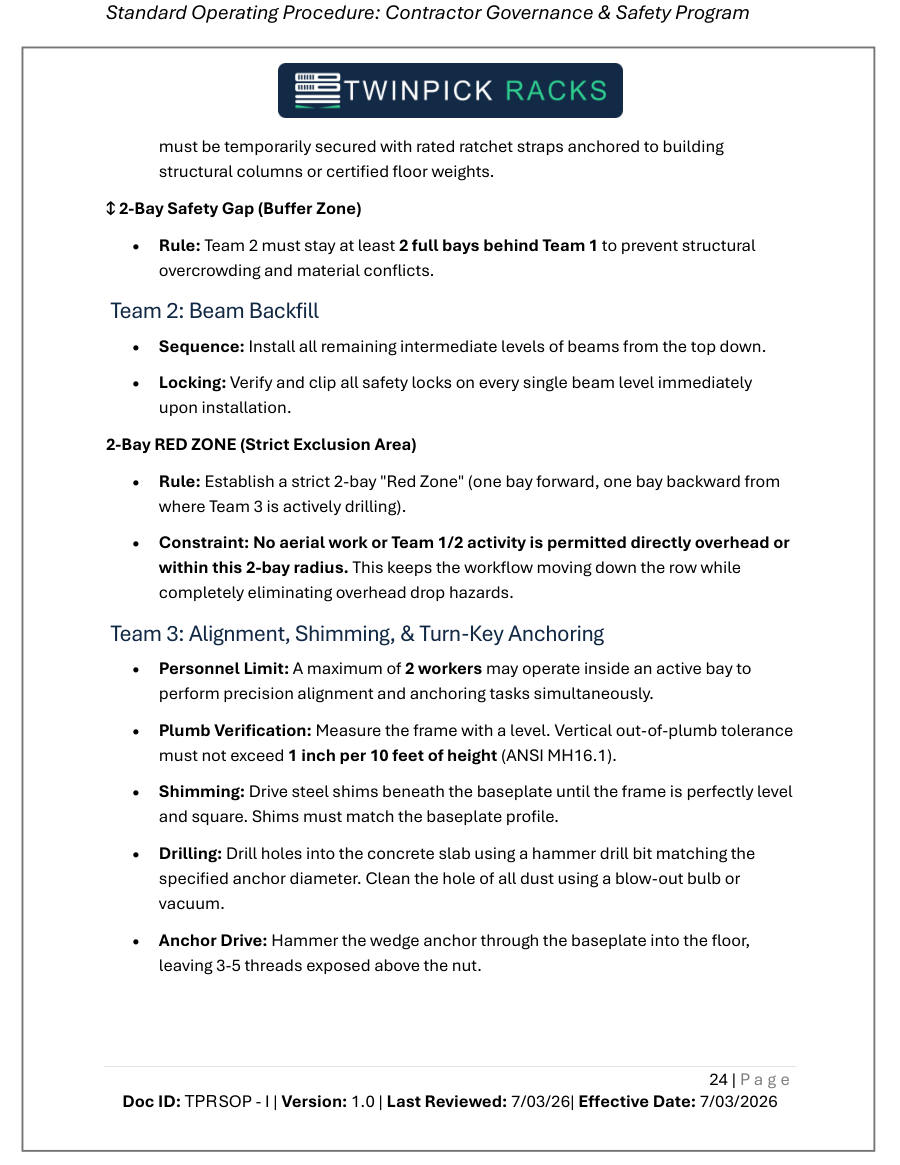 Standard Operating Procedure: Contractor Governance & Safety Program
TWINPICK RACKS
must be temporarily secured with rated ratchet straps anchored to building
structural columns or certified floor weights.
↕ 2-Bay Safety Gap (Buffer Zone)
• Rule: Team 2 must stay at least 2 full bays behind Team 1 to prevent structural
overcrowding and material conflicts.
Team 2: Beam Backfill
• Sequence: Install all remaining intermediate levels of beams from the top down.
• Locking: Verify and clip all safety locks on every single beam level immediately
upon installation.
2-Bay RED ZONE (Strict Exclusion Area)
• Rule: Establish a strict 2-bay "Red Zone" (one bay forward, one bay backward from
where Team 3 is actively drilling).
• Constraint: No aerial work or Team 1/2 activity is permitted directly overhead or
within this 2-bay radius. This keeps the workflow moving down the row while
completely eliminating overhead drop hazards.
Team 3: Alignment, Shimming, & Turn-Key Anchoring
• Personnel Limit: A maximum of 2 workers may operate inside an active bay to
perform precision alignment and anchoring tasks simultaneously.
• Plumb Verification: Measure the frame with a level. Vertical out-of-plumb tolerance
must not exceed 1 inch per 10 feet of height (ANSI MH16.1).
• Shimming: Drive steel shims beneath the baseplate until the frame is perfectly level
and square. Shims must match the baseplate profile.
• Drilling: Drill holes into the concrete slab using a hammer drill bit matching the
specified anchor diameter. Clean the hole of all dust using a blow-out bulb or
vacuum.
• Anchor Drive: Hammer the wedge anchor through the baseplate into the floor,
leaving 3-5 threads exposed above the nut.
24 | Page
Doc ID: TPRSOP - I | Version: 1.0 | Last Reviewed: 7/03/26| Effective Date: 7/03/2026